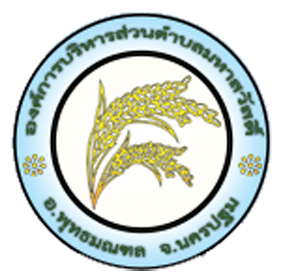 องค์การบริหารส่วนตำบลมหาสวัสดิ์
อ.พุทธมณฑล จ.นครปฐม